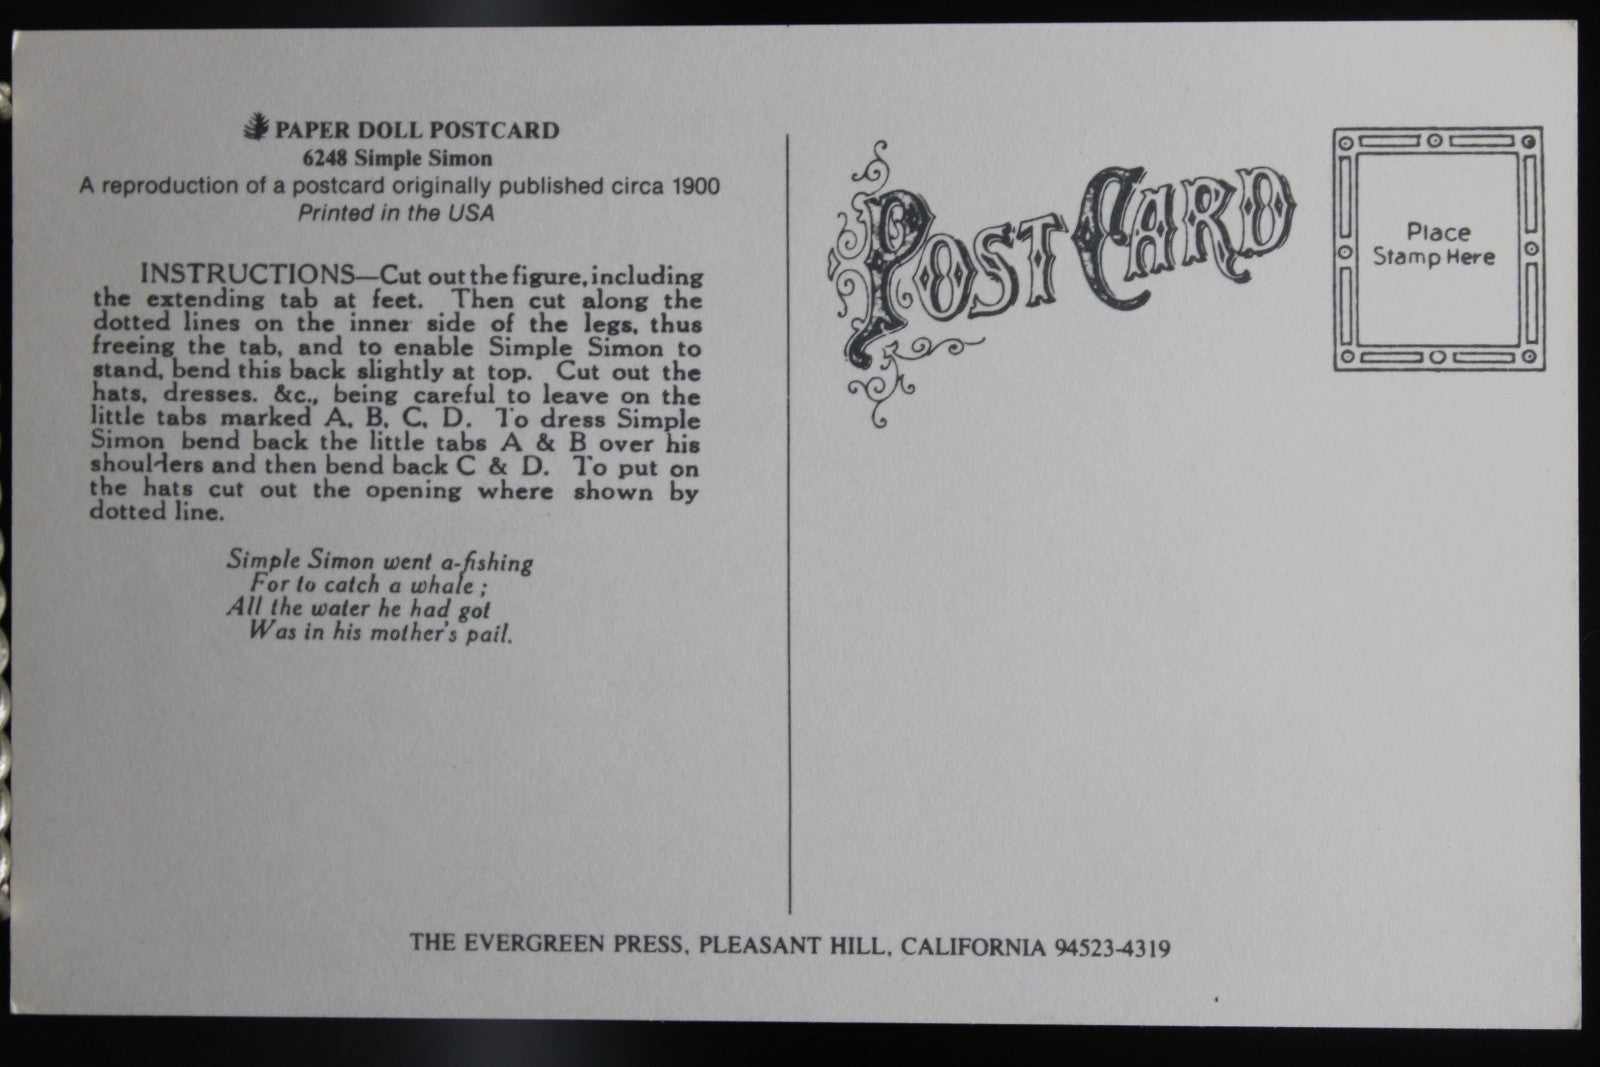 PAPER DOLL POSTCARD
6248 Simple Simon
A reproduction of a postcard originally published circa 1900
Printed in the USA
INSTRUCTIONS—Cut out the figure, including
the extending tab at feet. Then cut along the
dotted lines on the inner side of the legs, thus
freeing the tab, and to enable Simple Simon to
stand, bend this back slightly at top. Cut out the
hats, dresses. &c., being careful to leave on the
little tabs marked A, B, C, D. To dress Simple
Simon bend back the little tabs A & B over his
shoulders and then bend back C & D. To put on
the hats cut out the opening where shown by
dotted line.
Simple Simon went a-fishing
For to catch a whale ;
All the water he had got
Was in his mother's pail.
POST CARD
Place
Stamp Here
THE EVERGREEN PRESS, PLEASANT HILL, CALIFORNIA 94523-4319